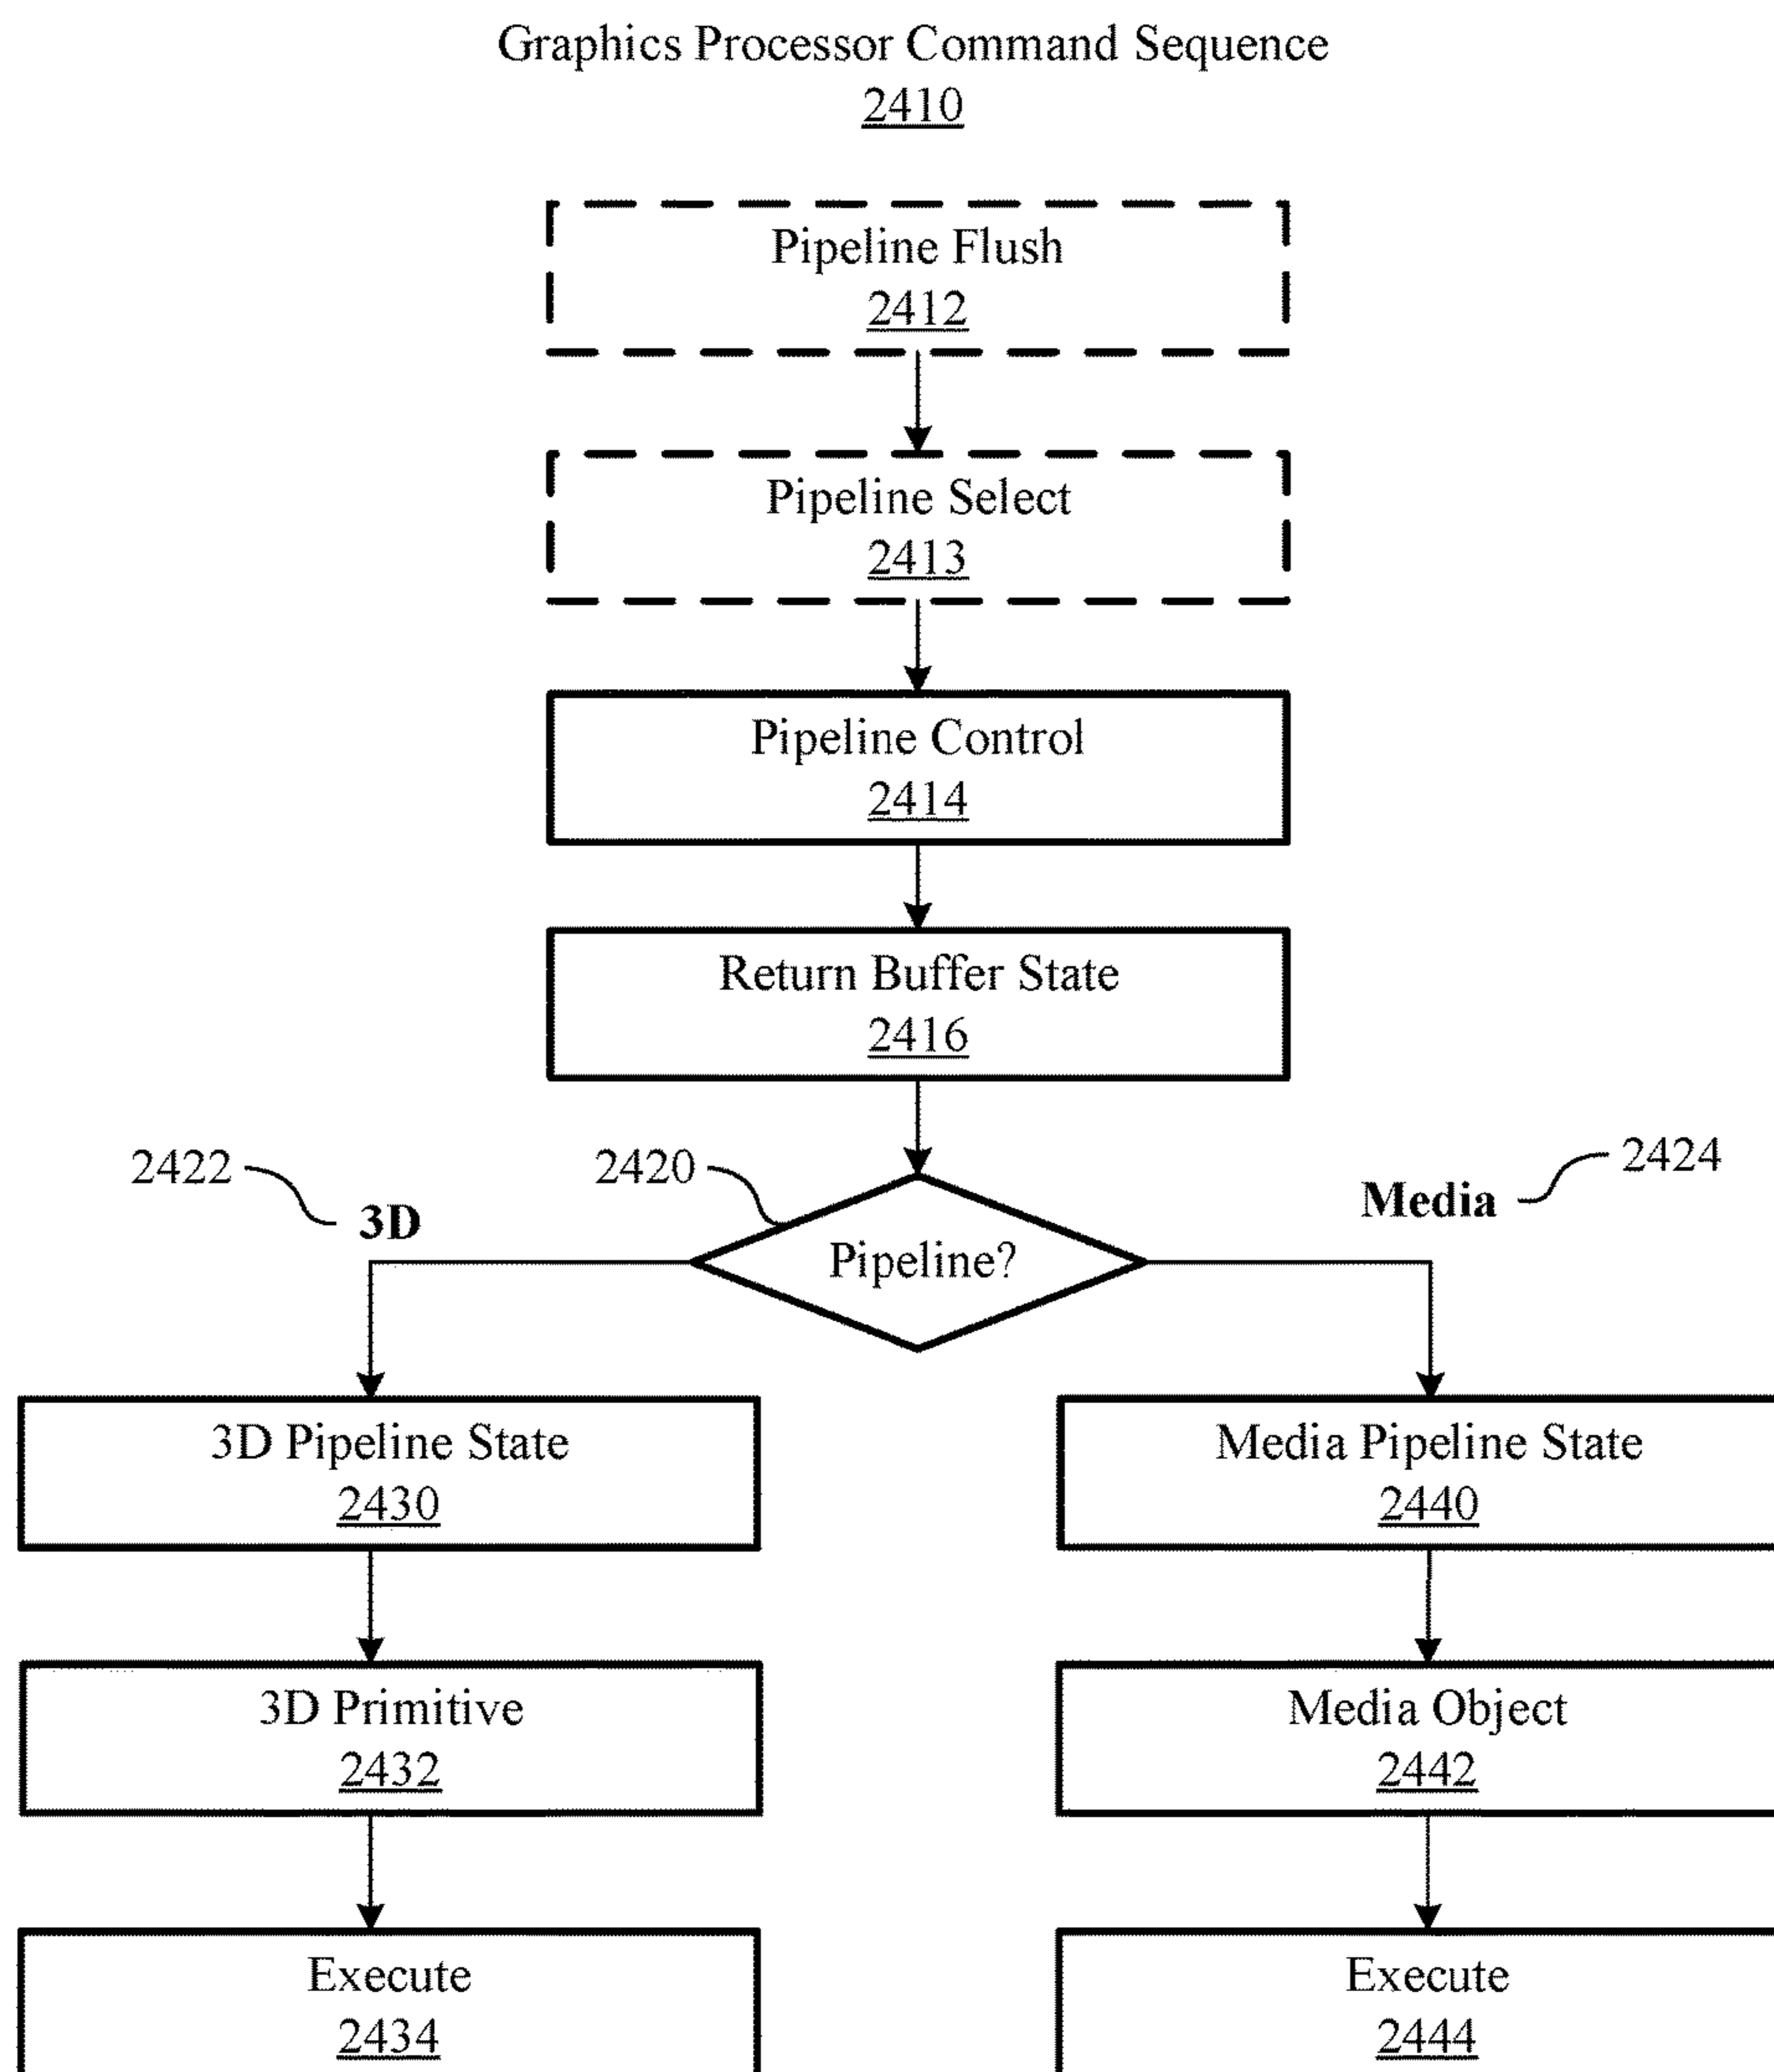 Graphics Processor Command Sequence
2410
Pipeline Flush
2412
Pipeline Select
2413
Pipeline Control
2414
Return Buffer State
2416
2422
3D
2420
Pipeline?
Media
2424
3D Pipeline State
2430
Media Pipeline State
2440
3D Primitive
2432
Media Object
2442
Execute
2434
Execute
2444